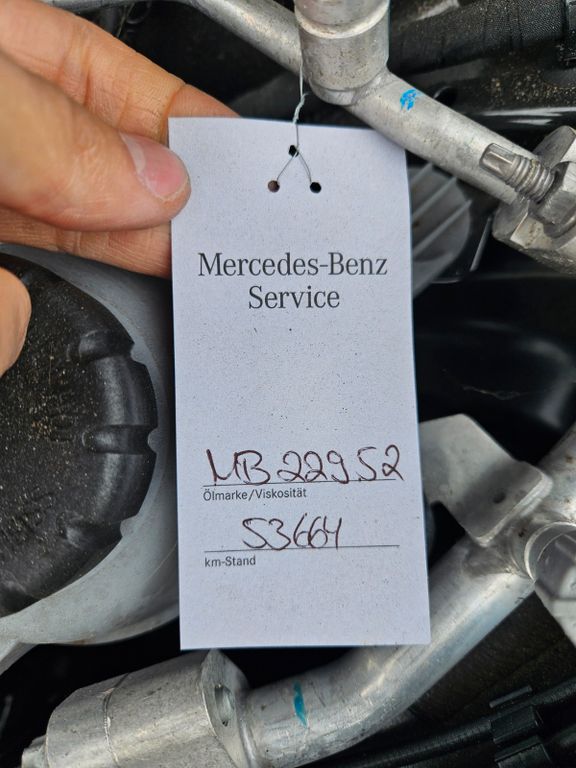 Mercedes-Benz
Service
MB 229 52
Ölmarke/Viskosität
53664
km-Stand